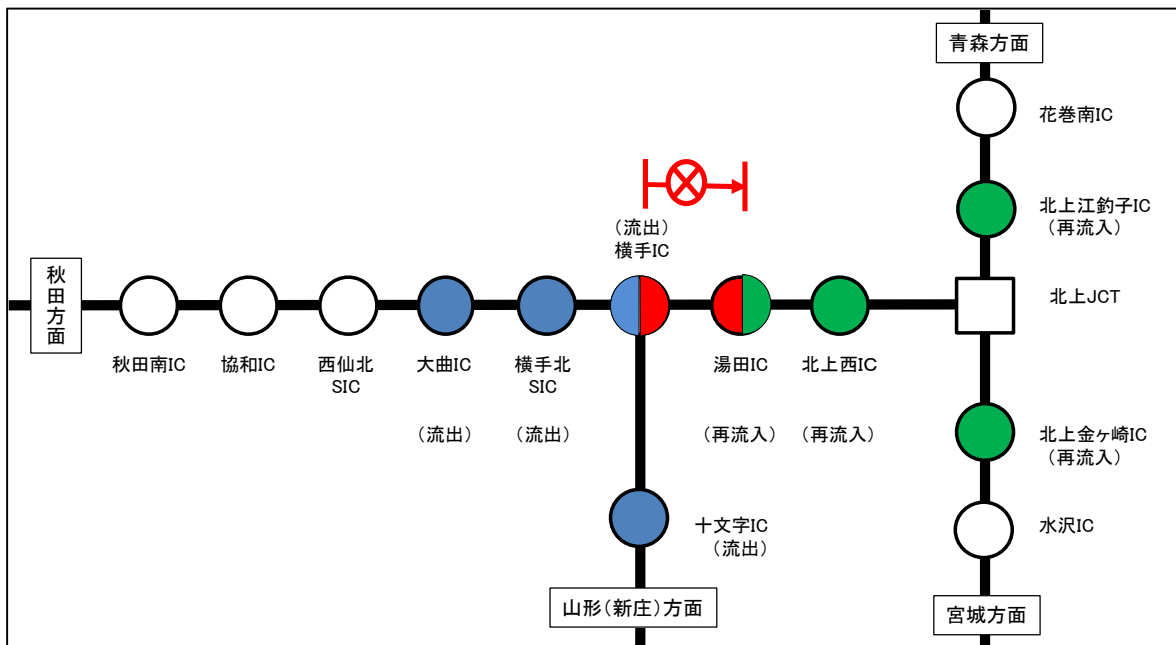 青森方面
花巻南IC
北上江釣子IC
(再流入)
(流出)
横手IC
秋田方面
北上JCT
秋田南IC
協和IC
西仙北
SIC
大曲IC
横手北
SIC
湯田IC
北上西IC
(流出)
(流出)
(再流入)
(再流入)
北上金ヶ崎IC
(再流入)
十文字IC
(流出)
水沢IC
山形(新庄)方面
宮城方面